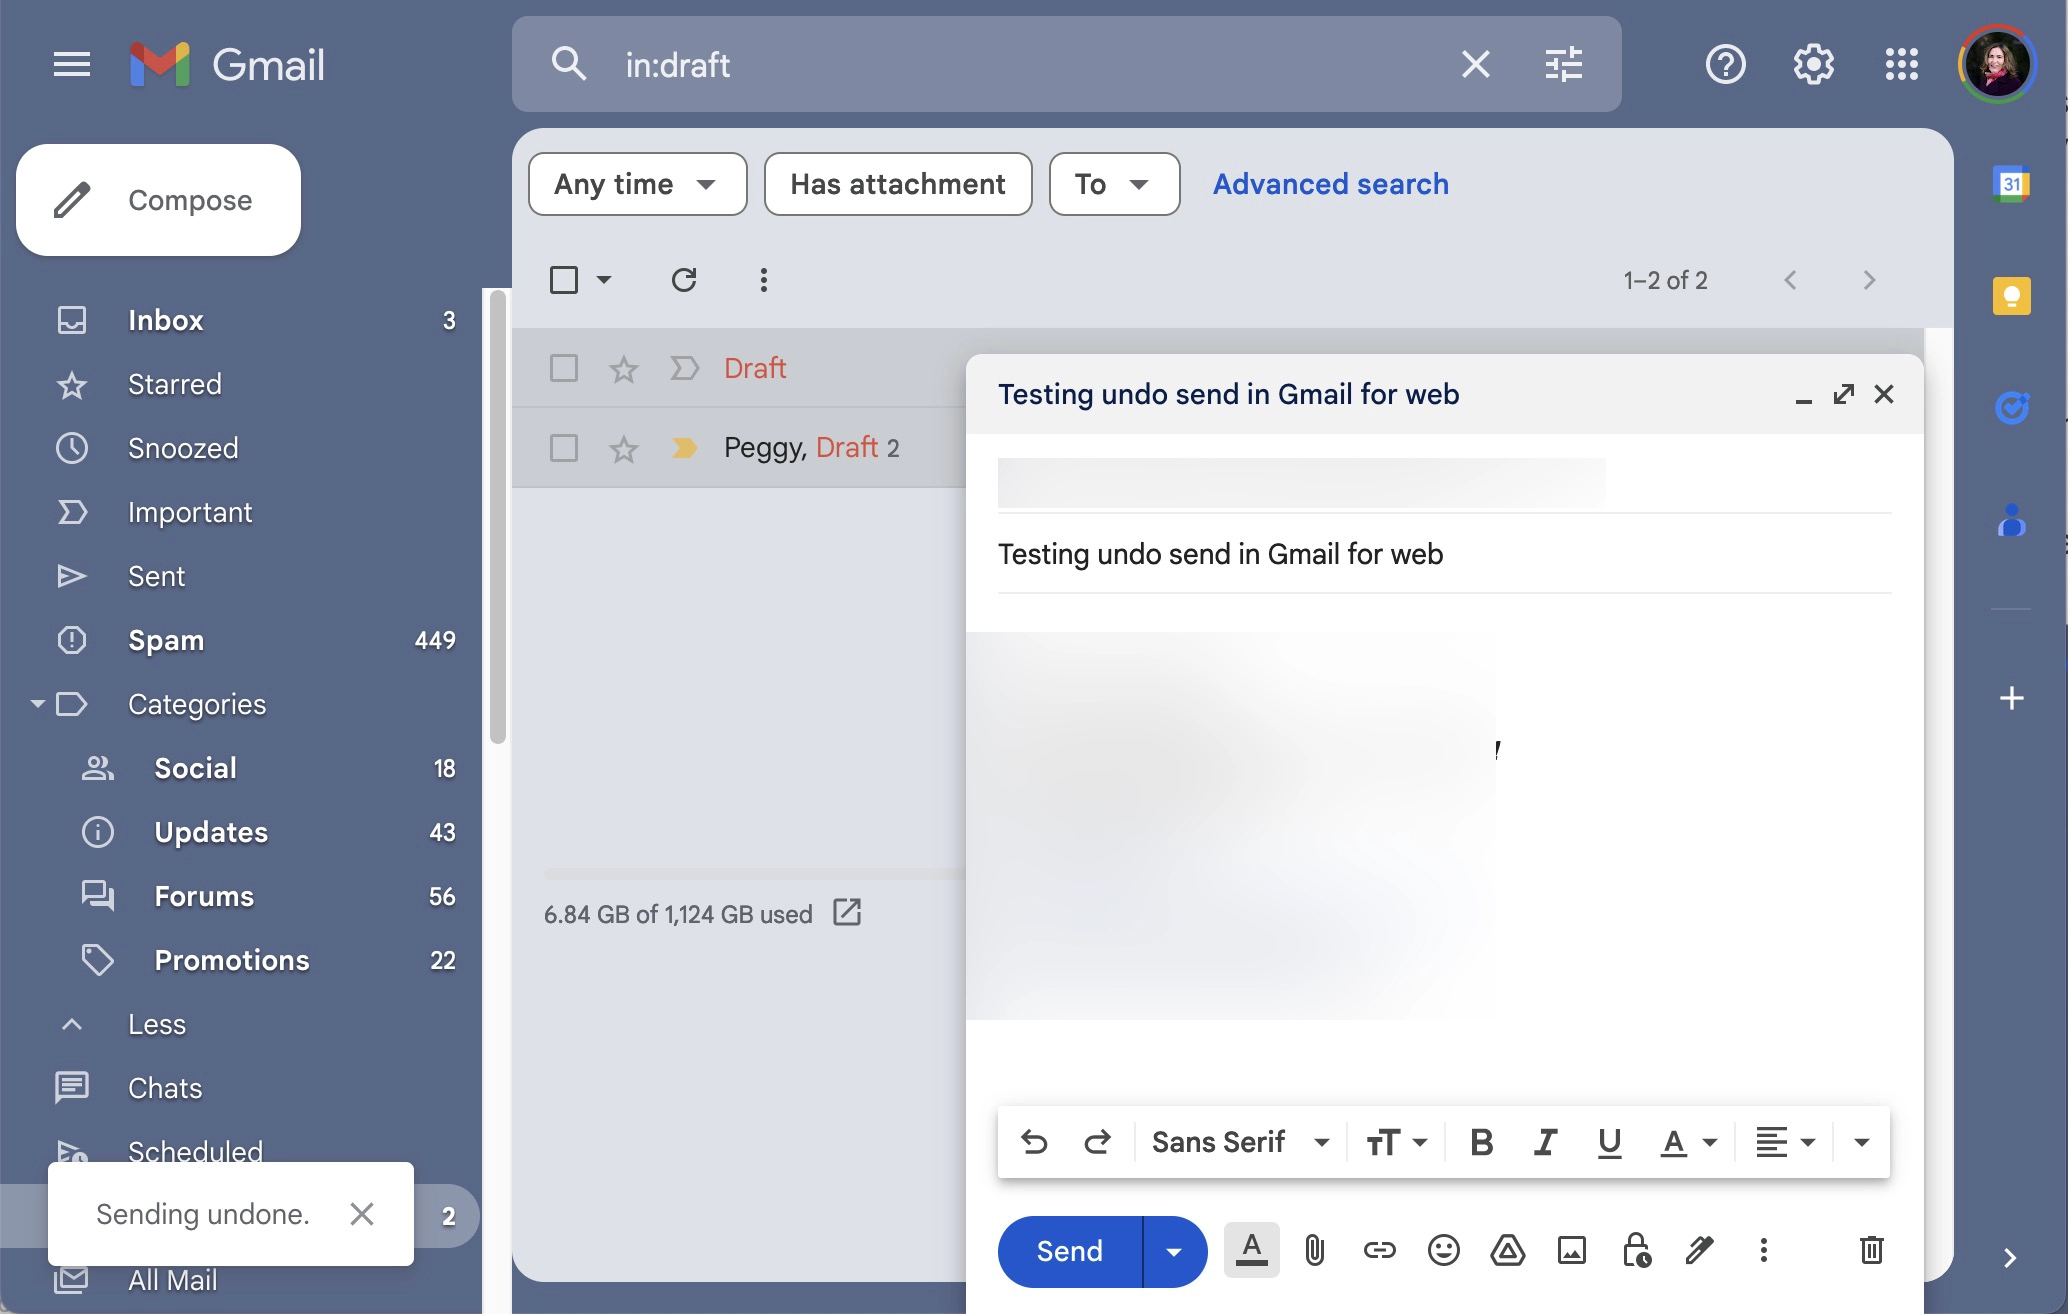 Gmail
in:draft
Compose
Any time
Has attachment
To
Advanced search
1–2 of 2
31
Inbox 3
Starred
Snoozed
Important
Sent
Spam 449
Categories
Social 18
Updates 43
Forums 56
Promotions 22
Less
Chats
Scheduled
Sending undone.
2
All Mail
Draft
Peggy, Draft 2
6.84 GB of 1,124 GB used
Testing undo send in Gmail for web
Testing undo send in Gmail for web
Sans Serif
Send